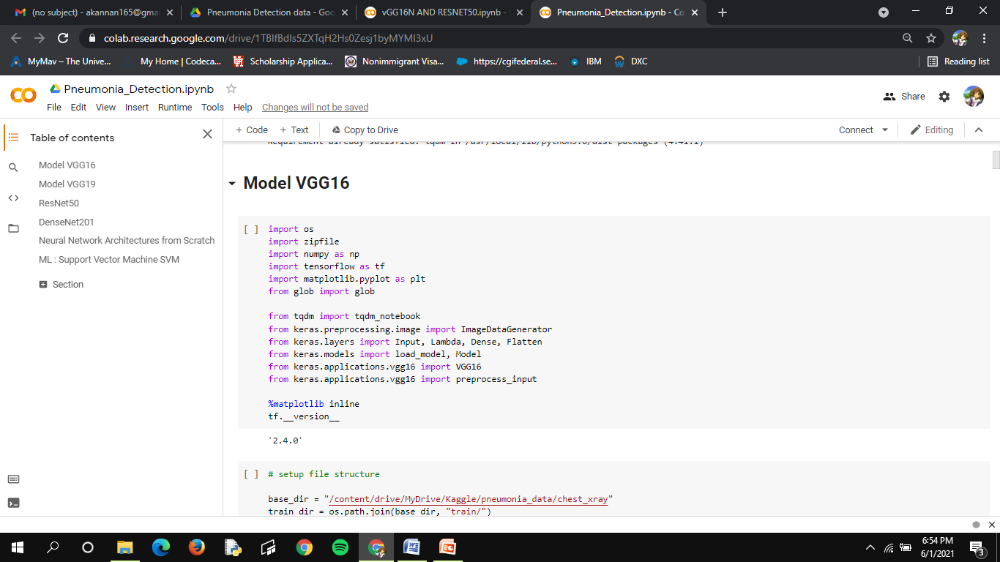 (no subject) - akannan165@gmai
Pneumonia Detection data - Goo
vGG16N AND RESNET50.ipynb -
Pneumonia_Detection.ipynb - Co
colab.research.google.com/drive/1TBlfBdIs5ZXTqH2Hs0Zesj1byMYMI3xU
MyMav – The Unive...
My Home | Codeca...
Scholarship Applica...
Nonimmigrant Visa...
https://cgifederal.se...
IBM
DXC
Reading list
Pneumonia_Detection.ipynb
File Edit View Insert Runtime Tools Help Changes will not be saved
Share
Table of contents
Model VGG16
Model VGG19
ResNet50
DenseNet201
Neural Network Architectures from Scratch
ML : Support Vector Machine SVM
Section
+ Code + Text Copy to Drive
Connect Editing
Requirement already satisfied: tqdm in /usr/local/lib/python3.6/dist-packages (4.41.1)
Model VGG16
[ ] import os
import zipfile
import numpy as np
import tensorflow as tf
import matplotlib.pyplot as plt
from glob import glob
from tqdm import tqdm_notebook
from keras.preprocessing.image import ImageDataGenerator
from keras.layers import Input, Lambda, Dense, Flatten
from keras.models import load_model, Model
from keras.applications.vgg16 import VGG16
from keras.applications.vgg16 import preprocess_input
%matplotlib inline
tf.__version__
'2.4.0'
[ ] # setup file structure
base_dir = "/content/drive/MyDrive/Kaggle/pneumonia_data/chest_xray"
train_dir = os.path.join(base_dir, "train/")
6:54 PM
6/1/2021
3